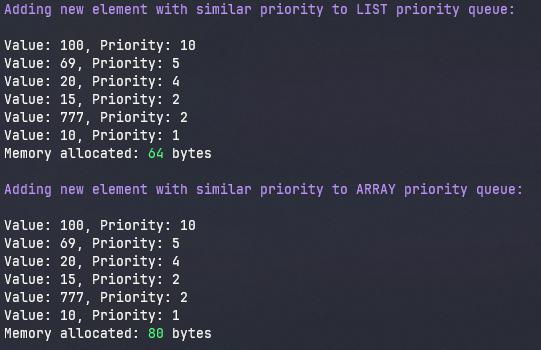 Adding new element with similar priority to LIST priority queue:
Value: 100, Priority: 10
Value: 69, Priority: 5
Value: 20, Priority: 4
Value: 15, Priority: 2
Value: 777, Priority: 2
Value: 10, Priority: 1
Memory allocated: 64 bytes
Adding new element with similar priority to ARRAY priority queue:
Value: 100, Priority: 10
Value: 69, Priority: 5
Value: 20, Priority: 4
Value: 15, Priority: 2
Value: 777, Priority: 2
Value: 10, Priority: 1
Memory allocated: 80 bytes